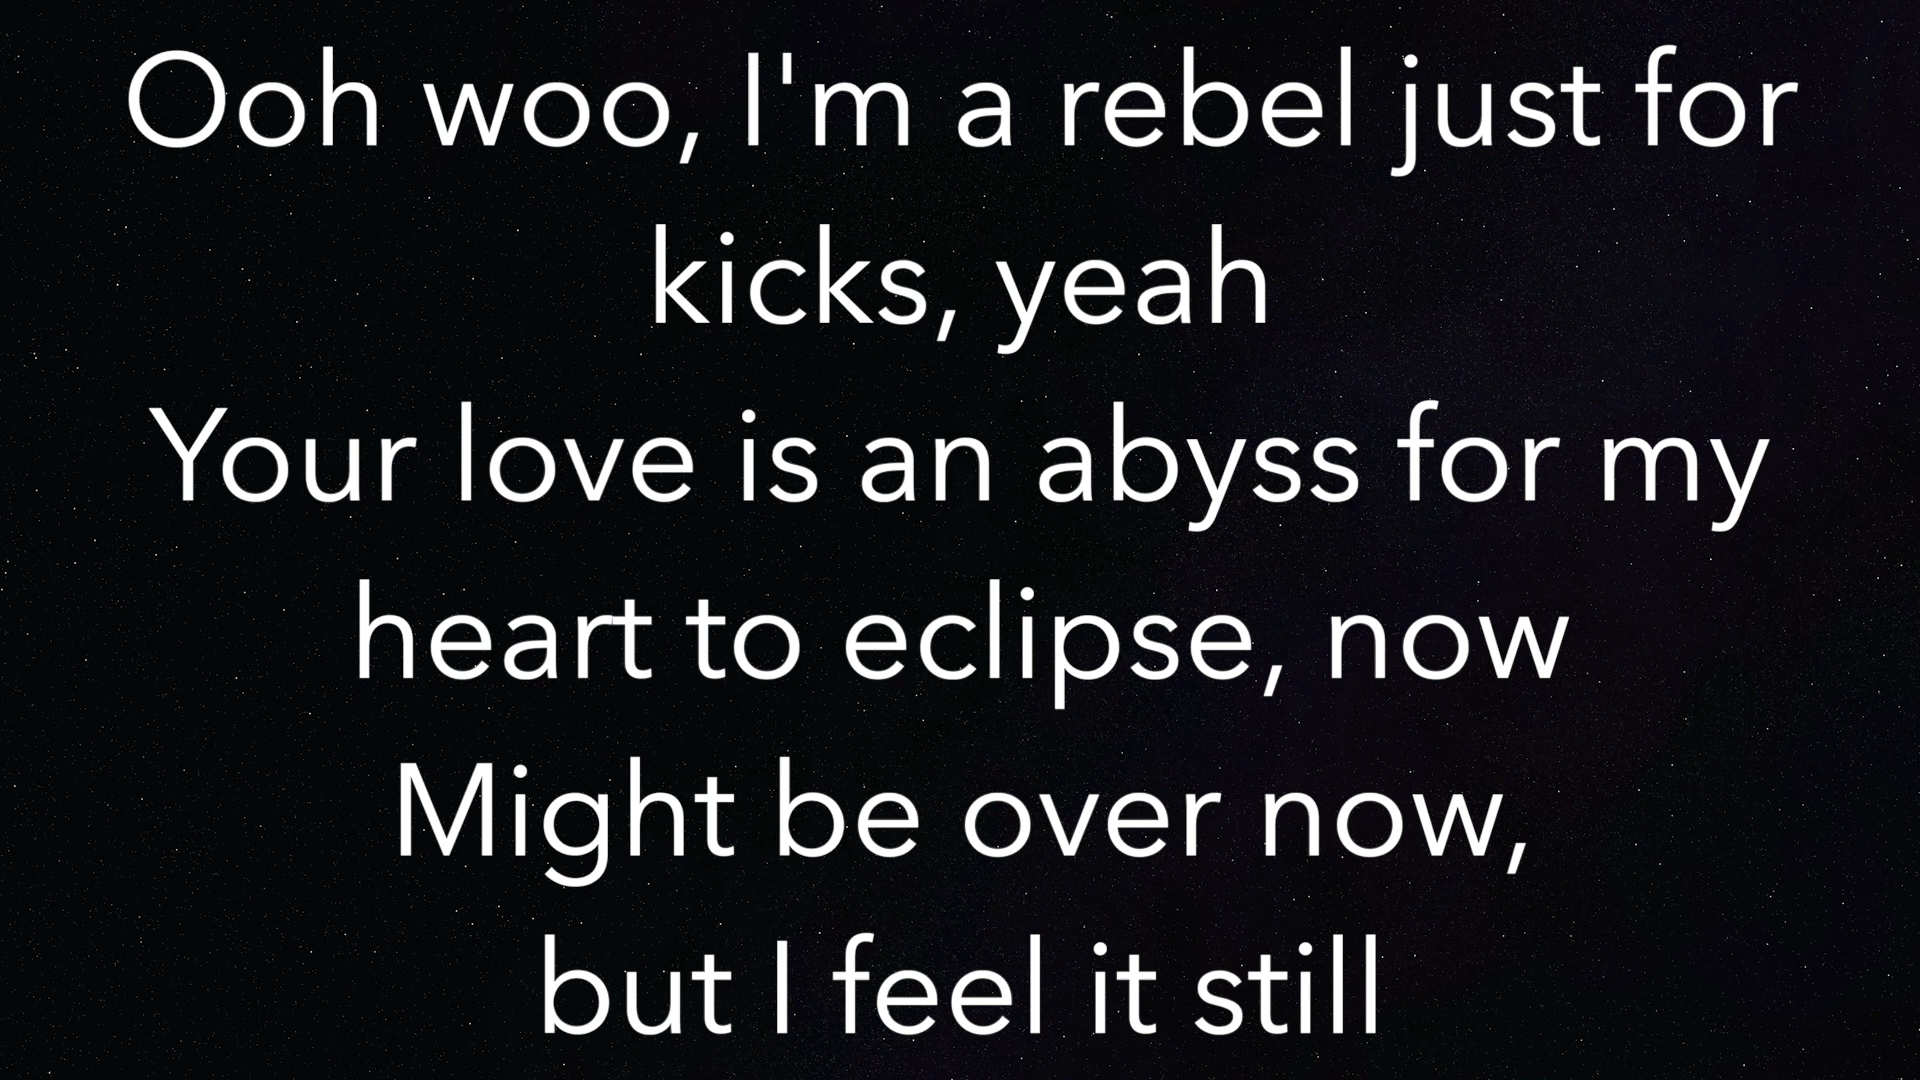 Ooh woo, I'm a rebel just for
kicks, yeah
Your love is an abyss for my
heart to eclipse, now
Might be over now,
but I feel it still